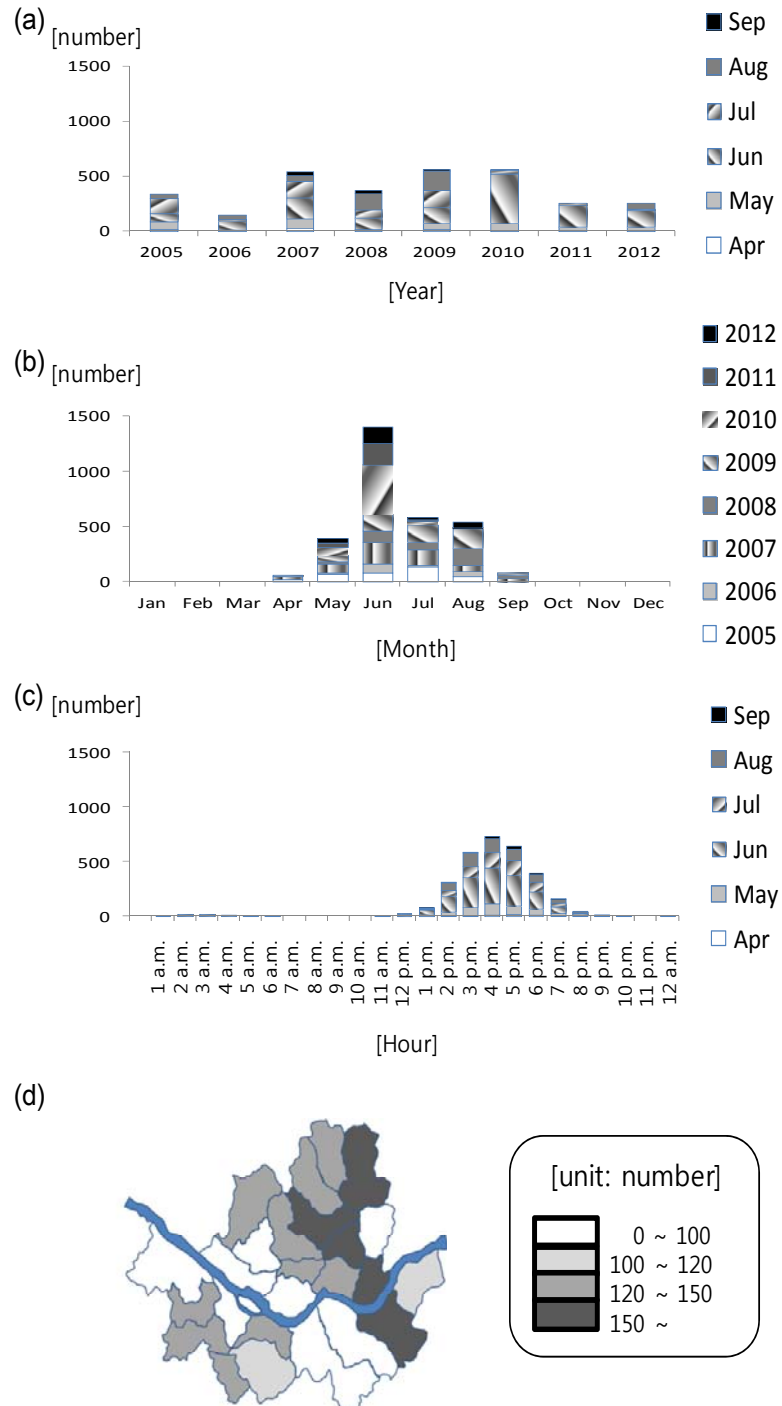 (a)
[number]
1500
1000
500
0
2005 2006 2007 2008 2009 2010 2011 2012
[Year]
Sep
Aug
Jul
Jun
May
Apr
(b)
[number]
1500
1000
500
0
Jan Feb Mar Apr May Jun Jul Aug Sep Oct Nov Dec
[Month]
2012
2011
2010
2009
2008
2007
2006
2005
(c)
[number]
1500
1000
500
0
1 a.m. 2 a.m. 3 a.m. 4 a.m. 5 a.m. 6 a.m. 7 a.m. 8 a.m. 9 a.m. 10 a.m. 11 a.m. 12 p.m. 1 p.m. 2 p.m. 3 p.m. 4 p.m. 5 p.m. 6 p.m. 7 p.m. 8 p.m. 9 p.m. 10 p.m. 11 p.m. 12 a.m.
[Hour]
Sep
Aug
Jul
Jun
May
Apr
(d)
[unit: number]
0 ~ 100
100 ~ 120
120 ~ 150
150 ~